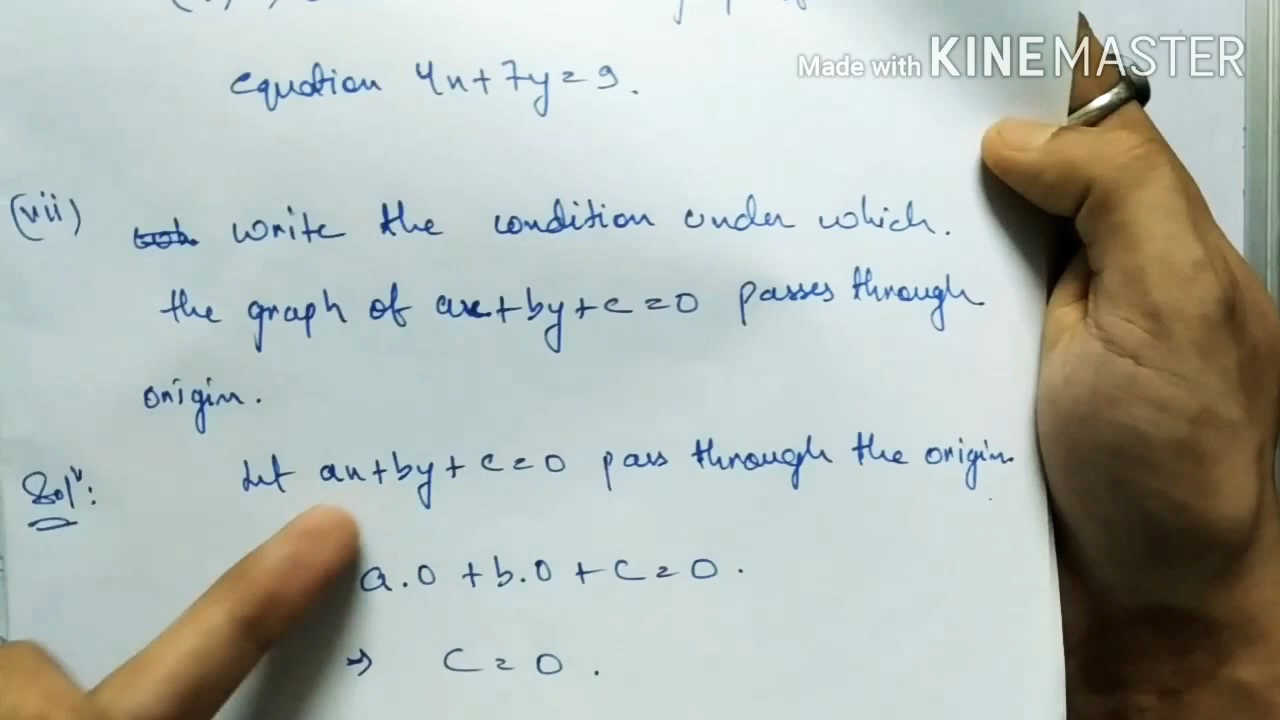 Made with KINEMASTER
equation 4x+7y=9.
(vii) write the condition under which.
the graph of ax+by+c=0 passes through
origin.
Solⁿ: Let ax+by+c=0 pass through the origin.
a.0 +b.0 +c=0.
⇒ c=0.